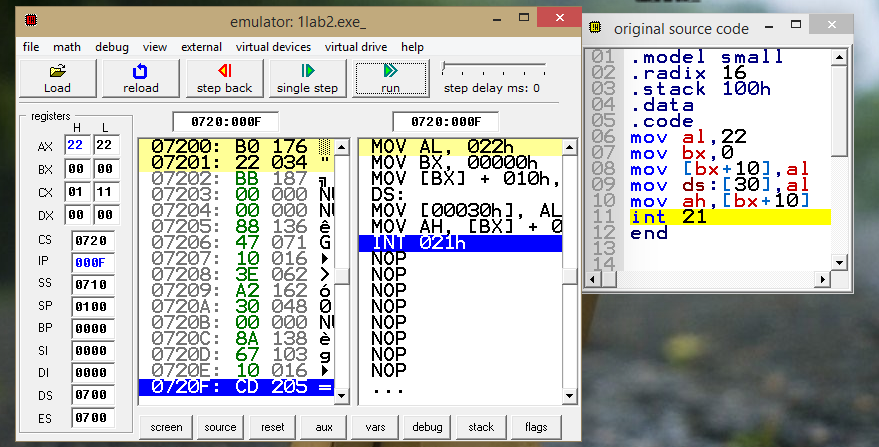 emulator: 1lab2.exe_
file math debug view external virtual devices virtual drive help
Load reload step back single step run step delay ms: 0
registers
H L
AX 22 22
BX 00 00
CX 01 11
DX 00 00
CS 0720
IP 000F
SS 0710
SP 0100
BP 0000
SI 0000
DI 0000
DS 0700
ES 0700
0720:000F
07200: B0 176 ▒
07201: 22 034 "
07202: BB 187 ╗
07203: 00 000 NU
07204: 00 000 NU
07205: 88 136 ê
07206: 47 071 G
07207: 10 016 ►
07208: 3E 062 >
07209: A2 162 ó
0720A: 30 048 0
0720B: 00 000 NU
0720C: 8A 138 è
0720D: 67 103 g
0720E: 10 016 ►
0720F: CD 205 =
0720:000F
MOV AL, 022h
MOV BX, 00000h
MOV [BX] + 010h,
DS:
MOV [00030h], AL
MOV AH, [BX] + 0
INT 021h
NOP
NOP
NOP
NOP
NOP
NOP
NOP
NOP
...
screen source reset aux vars debug stack flags
original source code
01 .model small
02 .radix 16
03 .stack 100h
04 .data
05 .code
06 mov al,22
07 mov bx,0
08 mov [bx+10],al
09 mov ds:[30],al
10 mov ah,[bx+10]
11 int 21
12 end
13
14